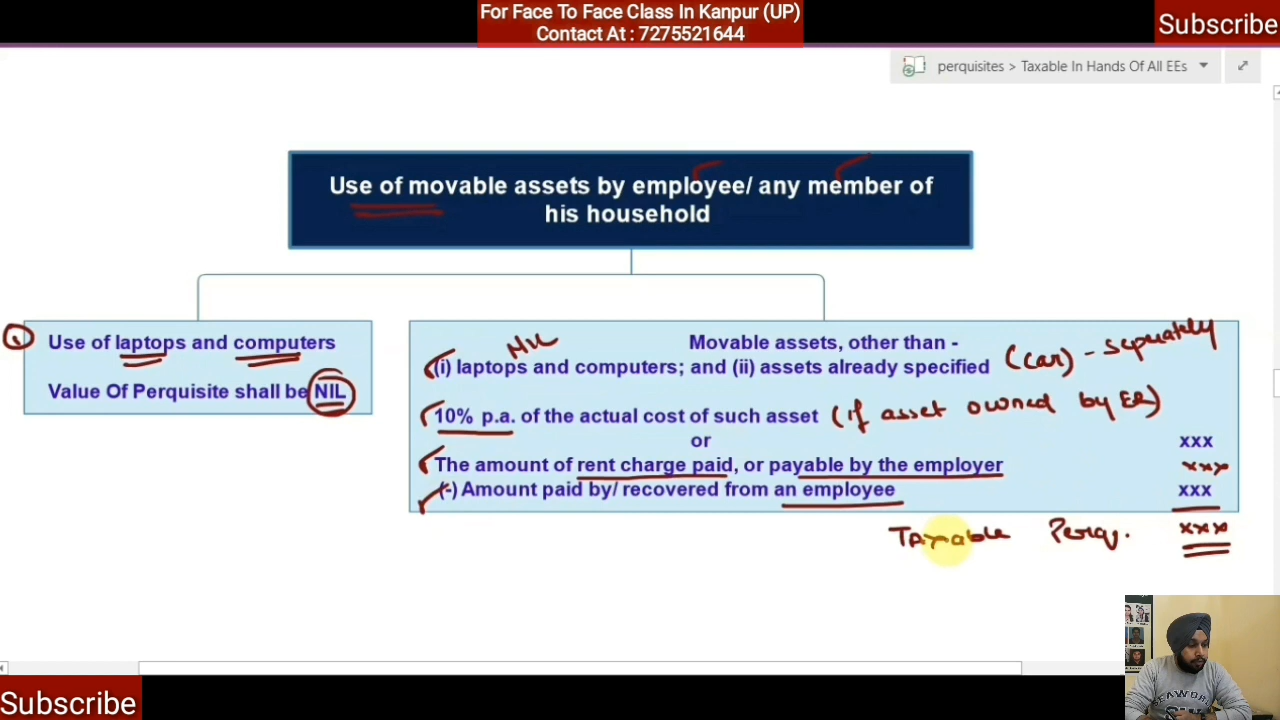 For Face To Face Class In Kanpur (UP)
Contact At : 7275521644
Subscribe
perquisites > Taxable In Hands Of All EEs
Use of movable assets by employee/ any member of
his household
Use of laptops and computers
Value Of Perquisite shall be NIL
NIL
Movable assets, other than -
(i) laptops and computers; and (ii) assets already specified (car) - seprately
10% p.a. of the actual cost of such asset (if asset owned by ER)
or xxx
The amount of rent charge paid, or payable by the employer xxx
(-) Amount paid by/ recovered from an employee xxx
Taxable Perq. xxx
Subscribe